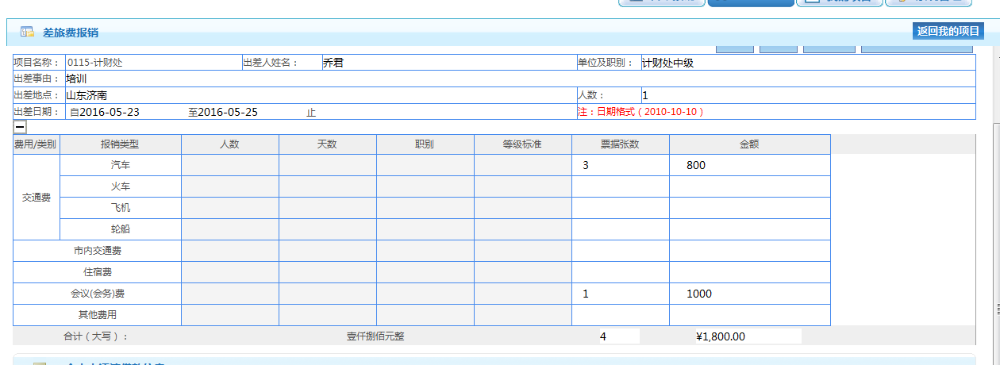 差旅费报销
返回我的项目
项目名称： 0115-计财处 出差人姓名： 乔君 单位及职别： 计财处中级
出差事由： 培训
出差地点： 山东济南 人数： 1
出差日期： 自2016-05-23 至2016-05-25 止 注：日期格式（2010-10-10）
费用/类别 报销类型 人数 天数 职别 等级标准 票据张数 金额
汽车 3 800
火车
交通费
飞机
轮船
市内交通费
住宿费
会议(会务)费 1 1000
其他费用
合计（大写）： 壹仟捌佰元整 4 ¥1,800.00